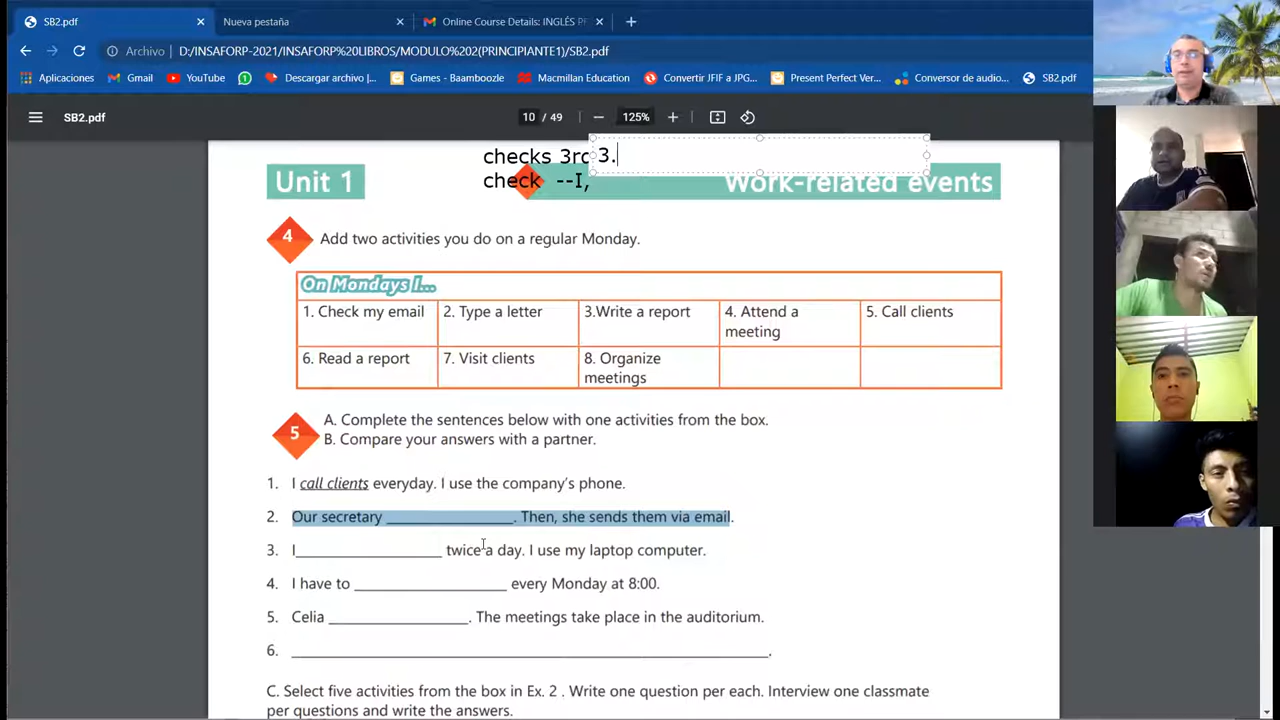 SB2.pdf
Nueva pestaña
Online Course Details: INGLÉS PR
Archivo
D:/INSAFORP-2021/INSAFORP%20LIBROS/MODULO%202(PRINCIPIANTE1)/SB2.pdf
Aplicaciones
Gmail
YouTube
Descargar archivo |...
Games - Baamboozle
Macmillan Education
Convertir JFIF a JPG...
Present Perfect Ver...
Conversor de audio...
SB2.pdf
SB2.pdf
10 / 49
125%
checks 3rd 3.
check --I,
Unit 1
Work-related events
4
Add two activities you do on a regular Monday.
On Mondays I...
1. Check my email
2. Type a letter
3.Write a report
4. Attend a
meeting
5. Call clients
6. Read a report
7. Visit clients
8. Organize
meetings
5
A. Complete the sentences below with one activities from the box.
B. Compare your answers with a partner.
1. I call clients everyday. I use the company's phone.
2. Our secretary _______________. Then, she sends them via email.
3. I_________________ twice a day. I use my laptop computer.
4. I have to __________________ every Monday at 8:00.
5. Celia _________________. The meetings take place in the auditorium.
6. _________________________________________________________.
C. Select five activities from the box in Ex. 2 . Write one question per each. Interview one classmate
per questions and write the answers.